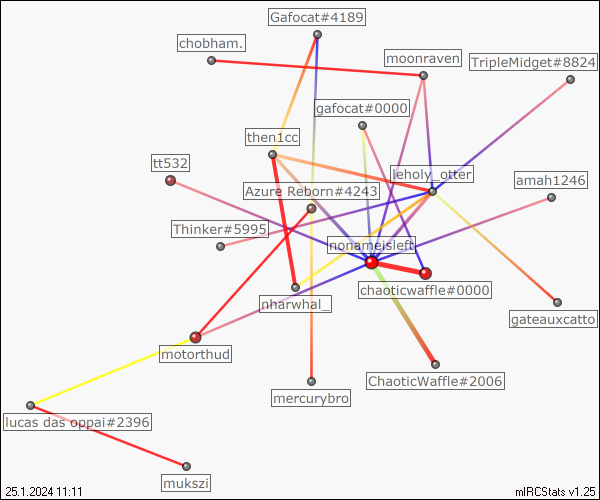 Gafocat#4189
chobham.
moonraven
TripleMidget#8824
gafocat#0000
then1cc
tt532
leholy_otter
amah1246
Azure Reborn#4243
Thinker#5995
nonameisleft
chaoticwaffle#0000
nharwhal_
gateauxcatto
motorthud
ChaoticWaffle#2006
mercurybro
lucas das oppai#2396
mukszi
25.1.2024 11:11
mIRCStats v1.25